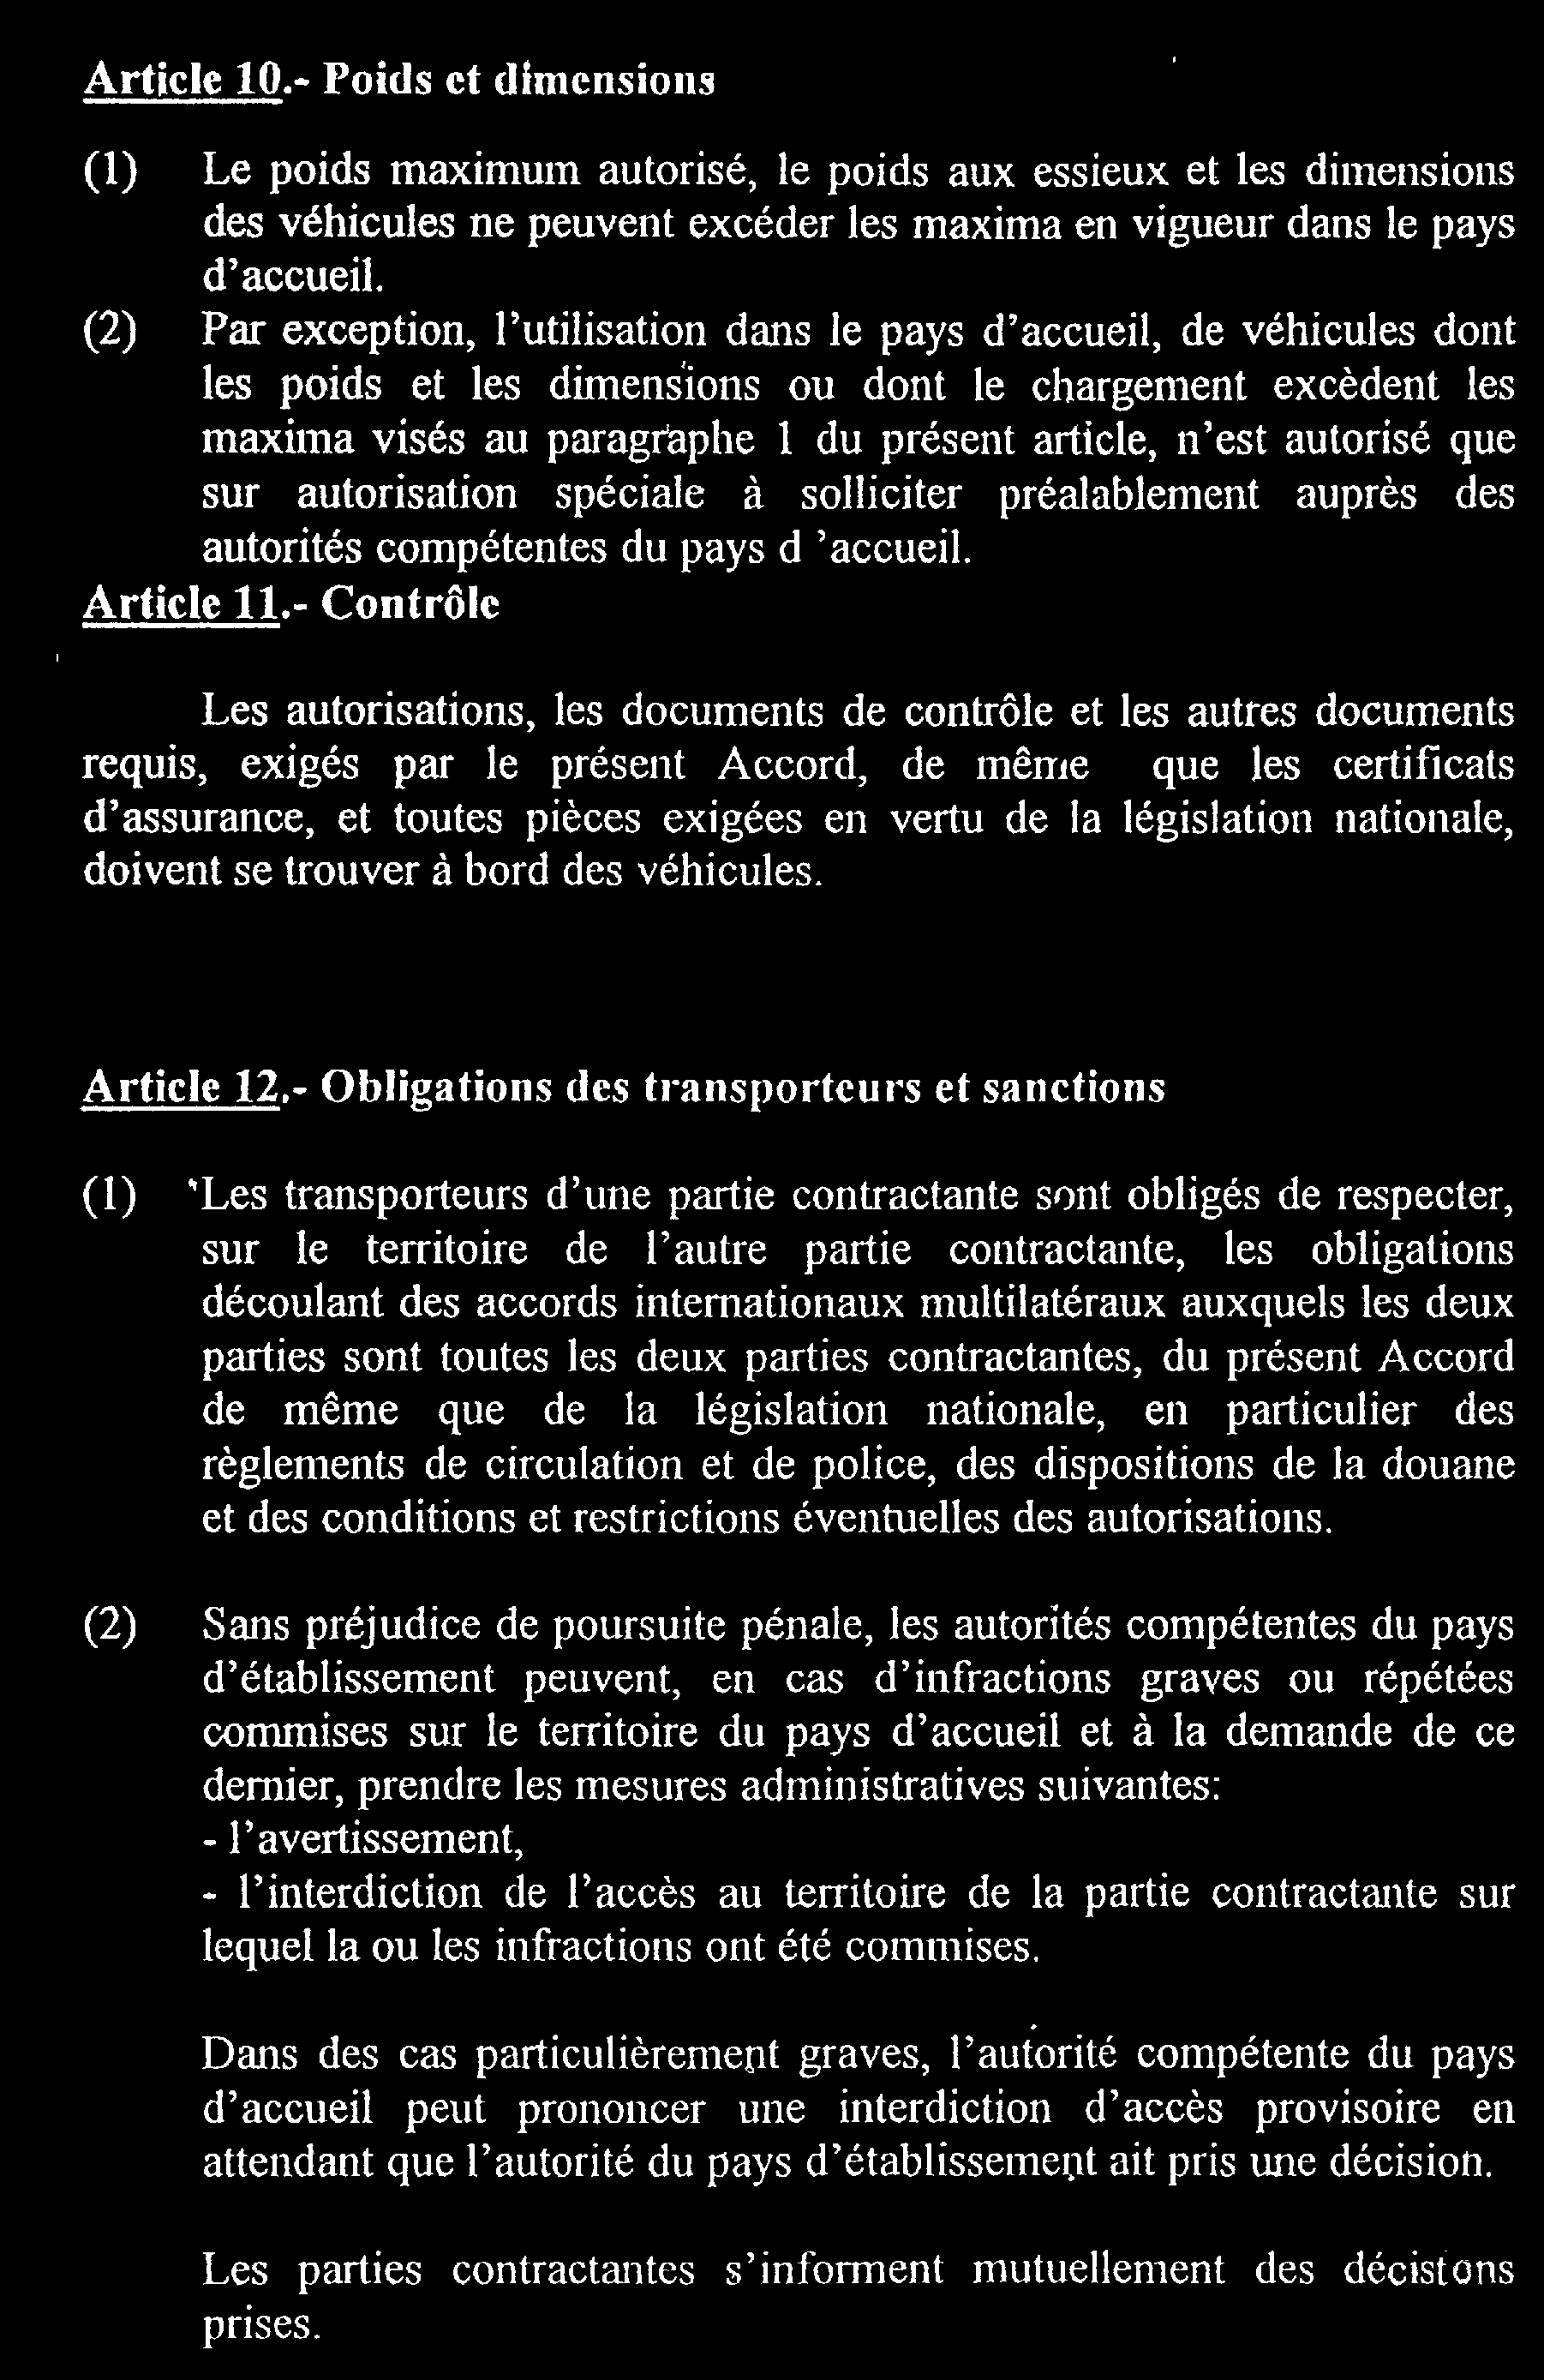 Article 10.- Poids et dimensions
(1) Le poids maximum autorisé, le poids aux essieux et les dimensions
des véhicules ne peuvent excéder les maxima en vigueur dans le pays
d’accueil.
(2) Par exception, l’utilisation dans le pays d’accueil, de véhicules dont
les poids et les dimensions ou dont le chargement excèdent les
maxima visés au paragraphe 1 du présent article, n’est autorisé que
sur autorisation spéciale à solliciter préalablement auprès des
autorités compétentes du pays d ’accueil.
Article 11.- Contrôle
Les autorisations, les documents de contrôle et les autres documents
requis, exigés par le présent Accord, de même que les certificats
d’assurance, et toutes pièces exigées en vertu de la législation nationale,
doivent se trouver à bord des véhicules.
Article 12.- Obligations des transporteurs et sanctions
(1) Les transporteurs d’une partie contractante sont obligés de respecter,
sur le territoire de l’autre partie contractante, les obligations
découlant des accords internationaux multilatéraux auxquels les deux
parties sont toutes les deux parties contractantes, du présent Accord
de même que de la législation nationale, en particulier des
règlements de circulation et de police, des dispositions de la douane
et des conditions et restrictions éventuelles des autorisations.
(2) Sans préjudice de poursuite pénale, les autorités compétentes du pays
d’établissement peuvent, en cas d’infractions graves ou répétées
commises sur le territoire du pays d’accueil et à la demande de ce
dernier, prendre les mesures administratives suivantes:
- l’avertissement,
- l’interdiction de l’accès au territoire de la partie contractante sur
lequel la ou les infractions ont été commises.
Dans des cas particulièrement graves, l’autorité compétente du pays
d’accueil peut prononcer une interdiction d’accès provisoire en
attendant que l’autorité du pays d’établissement ait pris une décision.
Les parties contractantes s’informent mutuellement des décisions
prises.